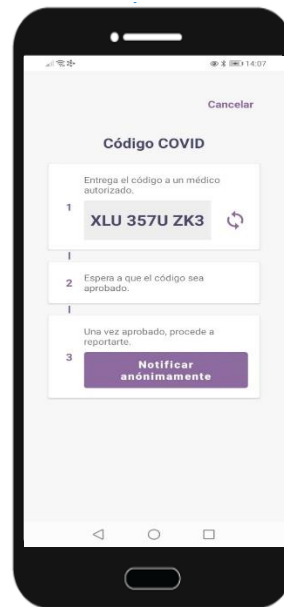 14:07
Cancelar
Código COVID
Entrega el código a un médico
autorizado.
1
XLU 357U ZK3
2
Espera a que el código sea
aprobado.
Una vez aprobado, procede a
reportarte.
3
Notificar
anónimamente